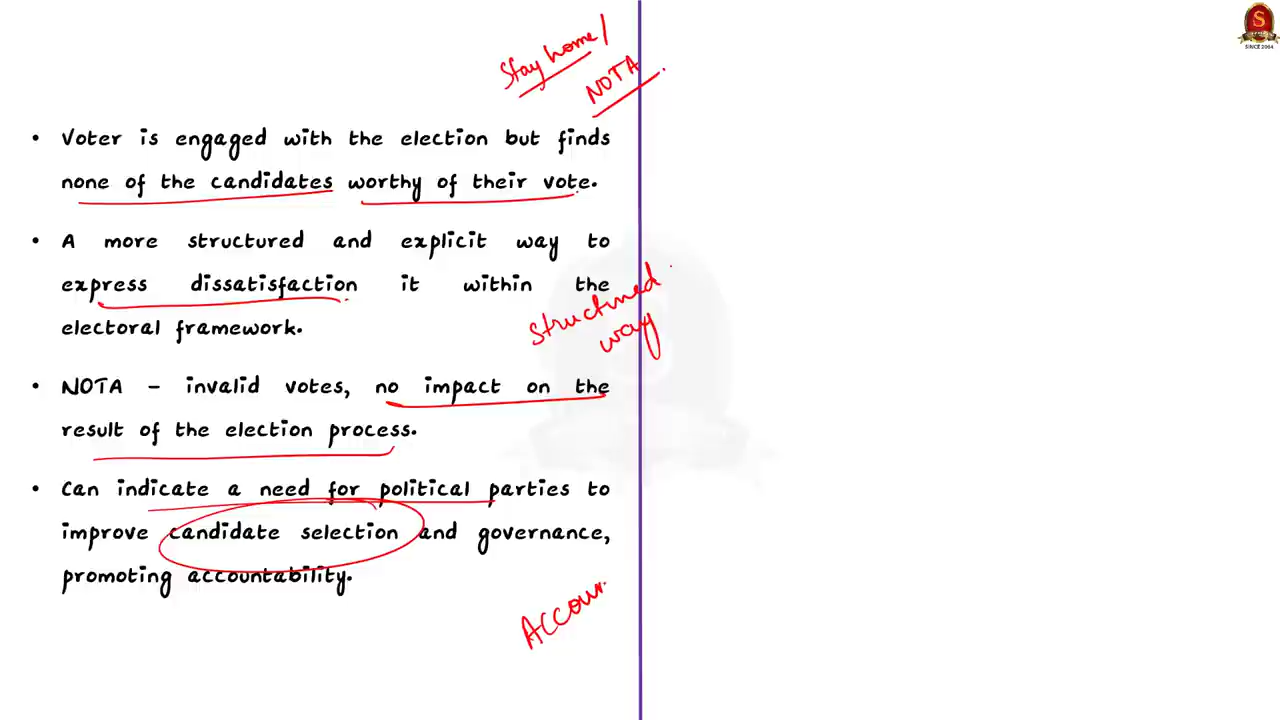 S
SINCE 2004
Stay home /
NOTA
• Voter is engaged with the election but finds
none of the candidates worthy of their vote.
• A more structured and explicit way to
express dissatisfaction it within the
electoral framework.
structured
way
• NOTA – invalid votes, no impact on the
result of the election process.
• Can indicate a need for political parties to
improve candidate selection and governance,
promoting accountability.
Accoun